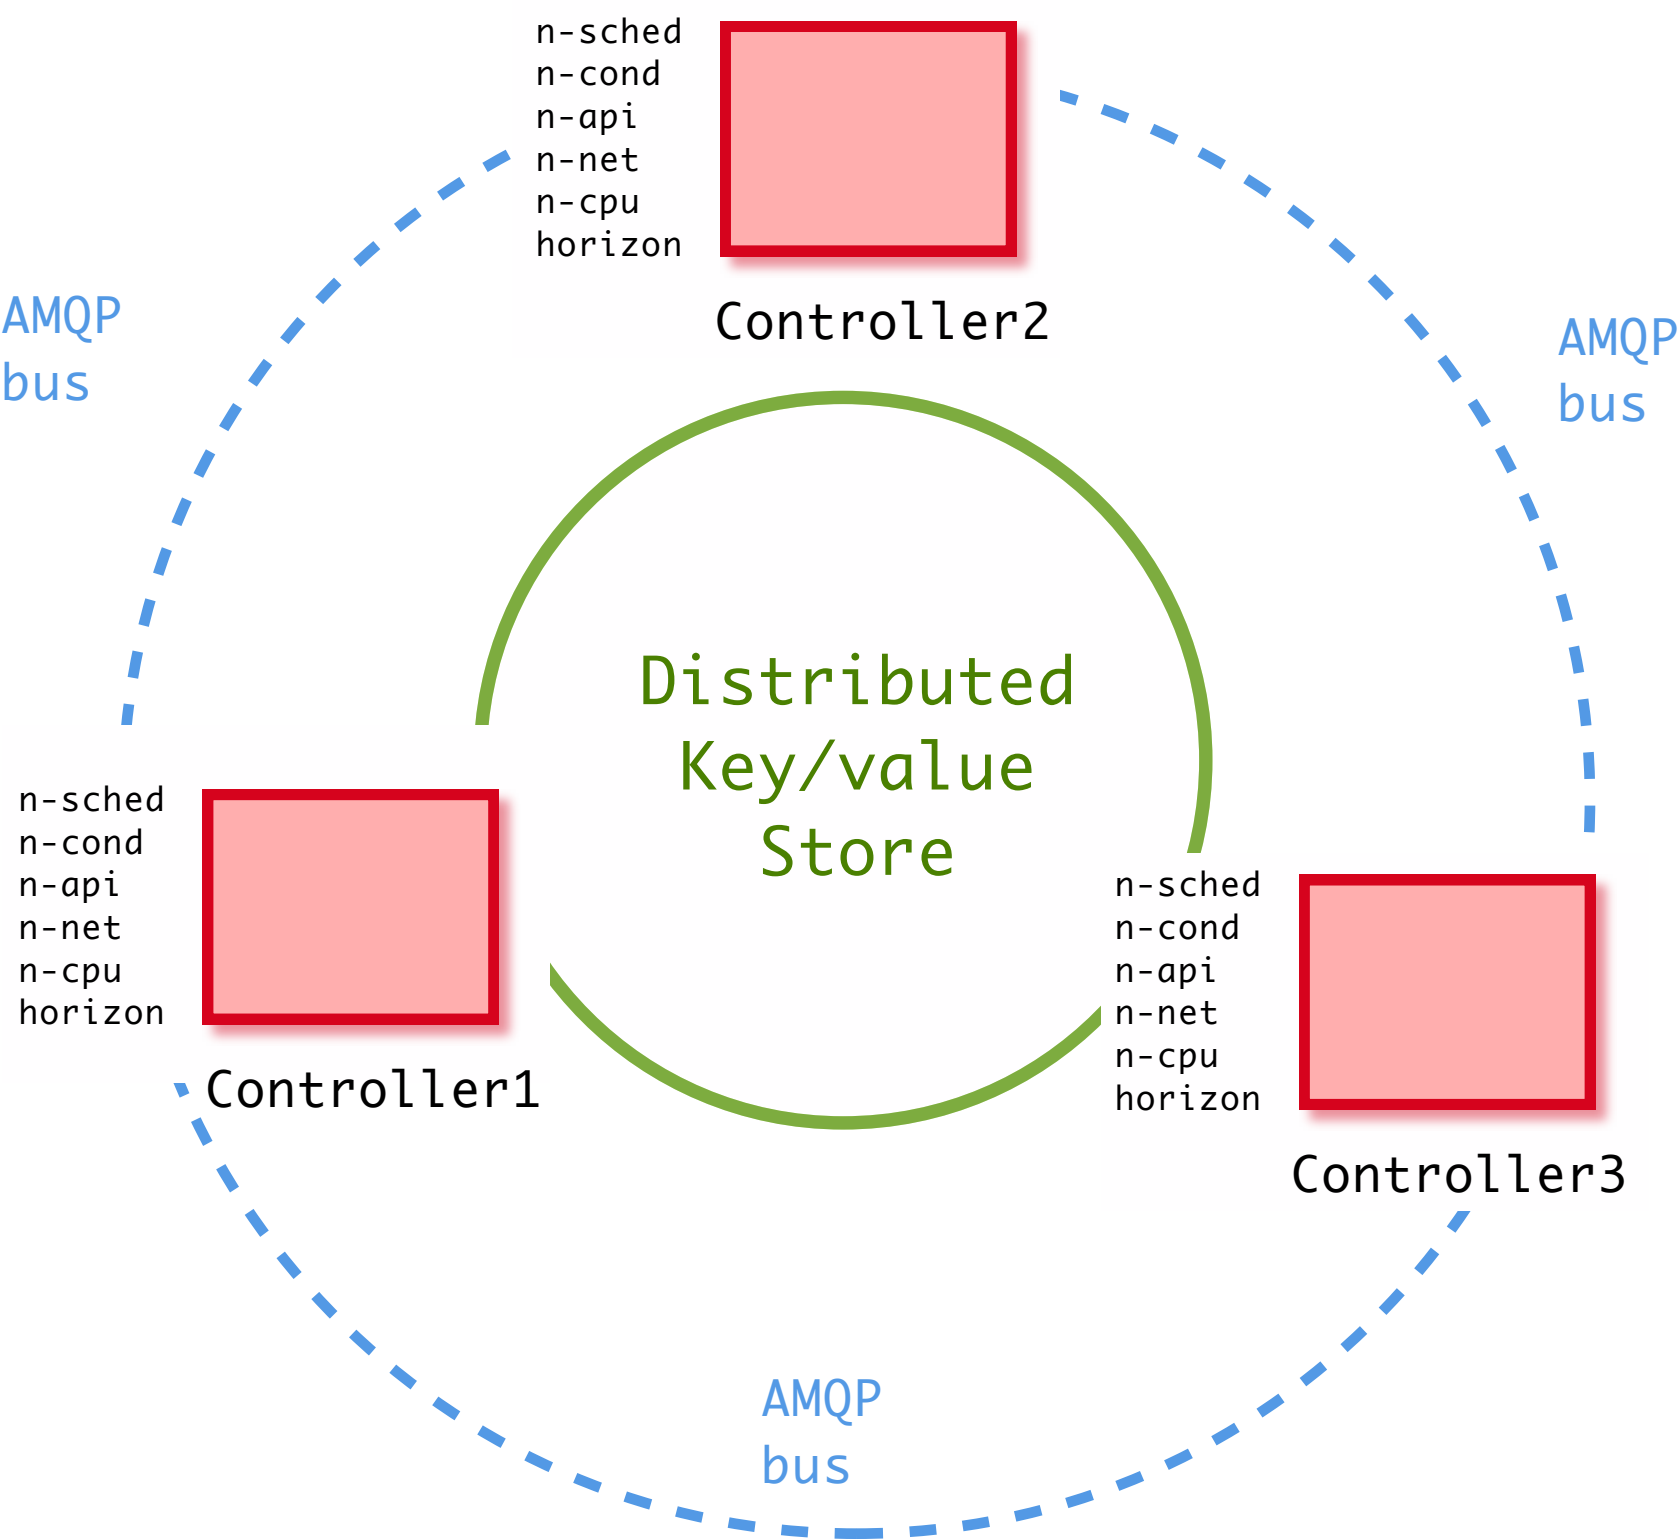 n-sched
n-cond
n-api
n-net
n-cpu
horizon
Controller2
AMQP
bus
AMQP
bus
Distributed
Key/value
Store
n-sched
n-cond
n-api
n-net
n-cpu
horizon
Controller1
n-sched
n-cond
n-api
n-net
n-cpu
horizon
Controller3
AMQP
bus